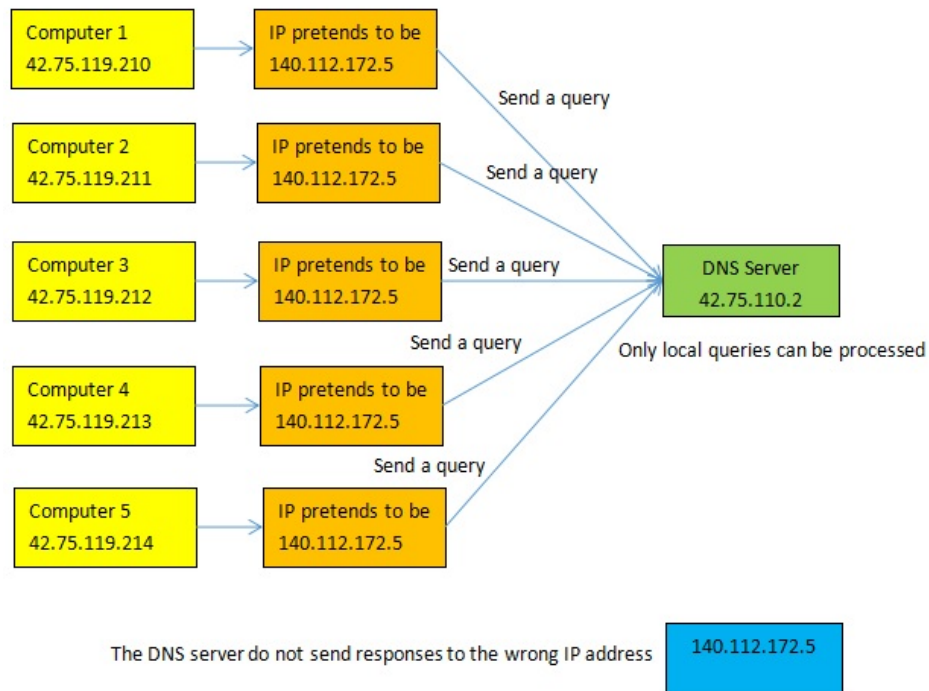 Computer 1
42.75.119.210
IP pretends to be
140.112.172.5
Send a query
Computer 2
42.75.119.211
IP pretends to be
140.112.172.5
Send a query
Computer 3
42.75.119.212
IP pretends to be
140.112.172.5
Send a query
DNS Server
42.75.110.2
Only local queries can be processed
Computer 4
42.75.119.213
IP pretends to be
140.112.172.5
Send a query
Computer 5
42.75.119.214
IP pretends to be
140.112.172.5
Send a query
The DNS server do not send responses to the wrong IP address
140.112.172.5